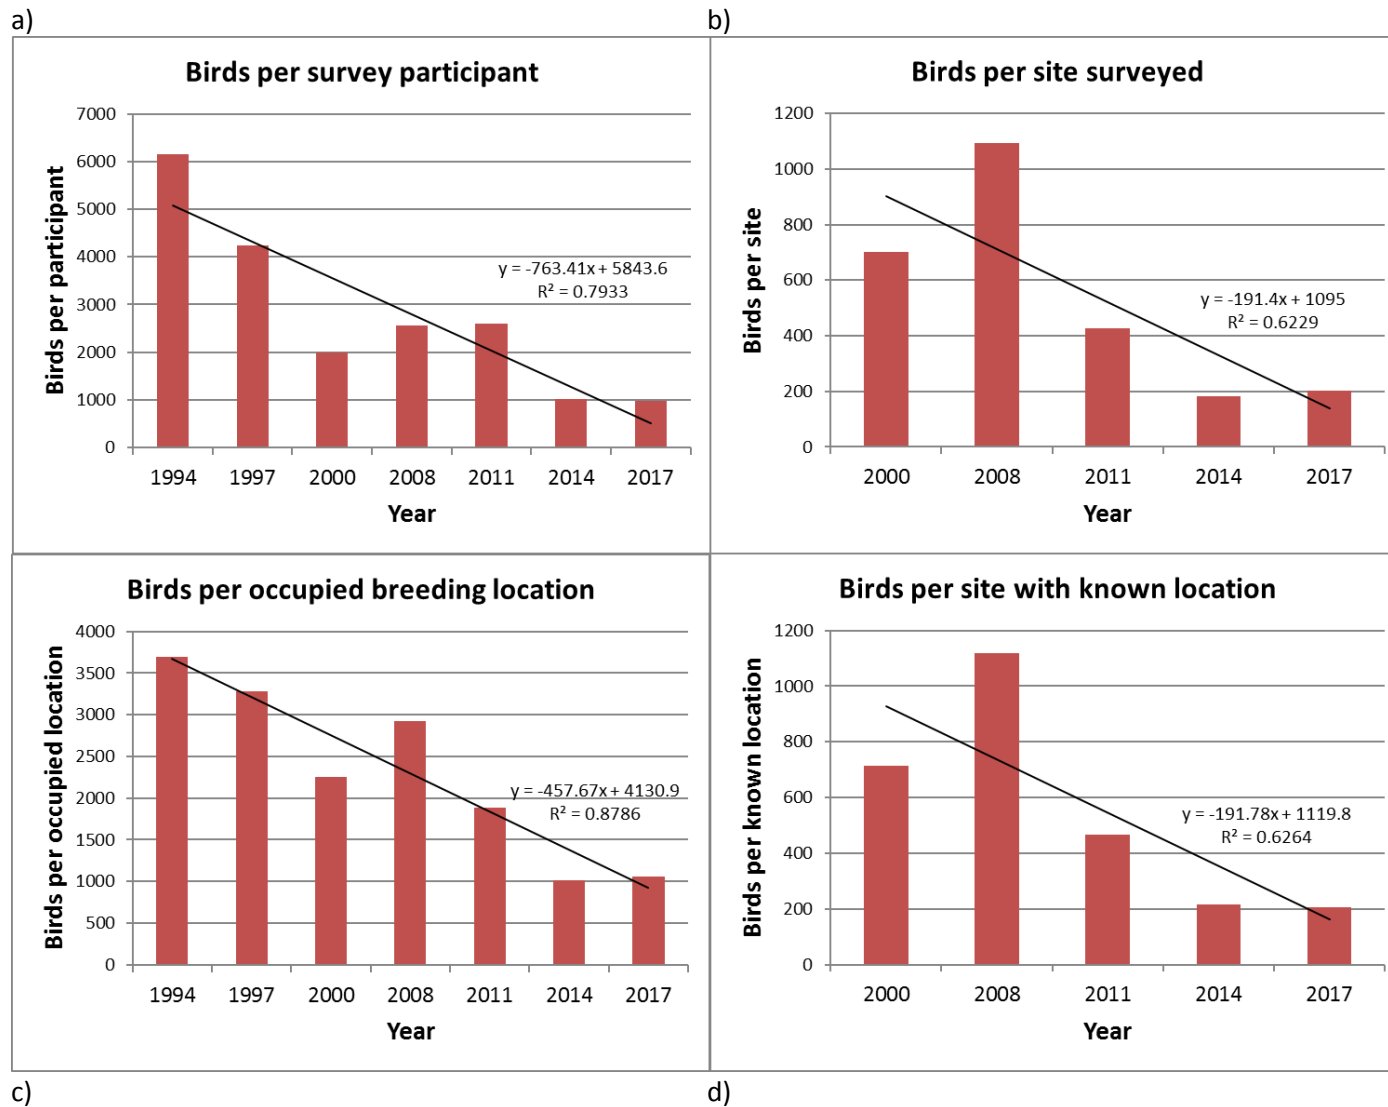 a)
b)
Birds per survey participant
7000
6000
5000
4000
3000
2000
1000
0
Birds per participant
y = -763.41x + 5843.6
R² = 0.7933
1994 1997 2000 2008 2011 2014 2017
Year
Birds per site surveyed
1200
1000
800
600
400
200
0
Birds per site
y = -191.4x + 1095
R² = 0.6229
2000 2008 2011 2014 2017
Year
Birds per occupied breeding location
4000
3500
3000
2500
2000
1500
1000
500
0
Birds per occupied location
y = -457.67x + 4130.9
R² = 0.8786
1994 1997 2000 2008 2011 2014 2017
Year
Birds per site with known location
1200
1000
800
600
400
200
0
Birds per known location
y = -191.78x + 1119.8
R² = 0.6264
2000 2008 2011 2014 2017
Year
c)
d)